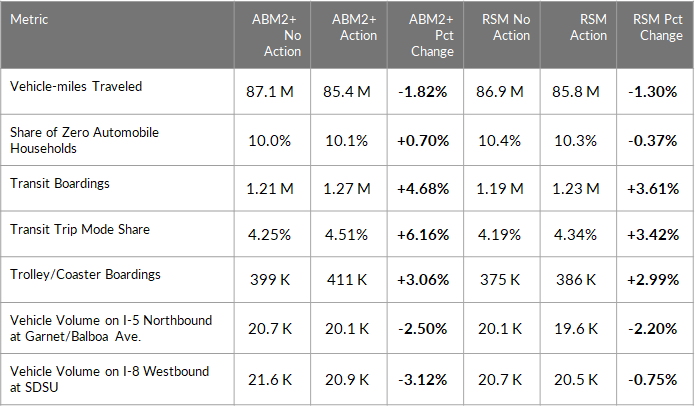 Metric ABM2+ No Action ABM2+ Action ABM2+ Pct Change RSM No Action RSM Action RSM Pct Change
Vehicle-miles Traveled 87.1 M 85.4 M -1.82% 86.9 M 85.8 M -1.30%
Share of Zero Automobile Households 10.0% 10.1% +0.70% 10.4% 10.3% -0.37%
Transit Boardings 1.21 M 1.27 M +4.68% 1.19 M 1.23 M +3.61%
Transit Trip Mode Share 4.25% 4.51% +6.16% 4.19% 4.34% +3.42%
Trolley/Coaster Boardings 399 K 411 K +3.06% 375 K 386 K +2.99%
Vehicle Volume on I-5 Northbound at Garnet/Balboa Ave. 20.7 K 20.1 K -2.50% 20.1 K 19.6 K -2.20%
Vehicle Volume on I-8 Westbound at SDSU 21.6 K 20.9 K -3.12% 20.7 K 20.5 K -0.75%